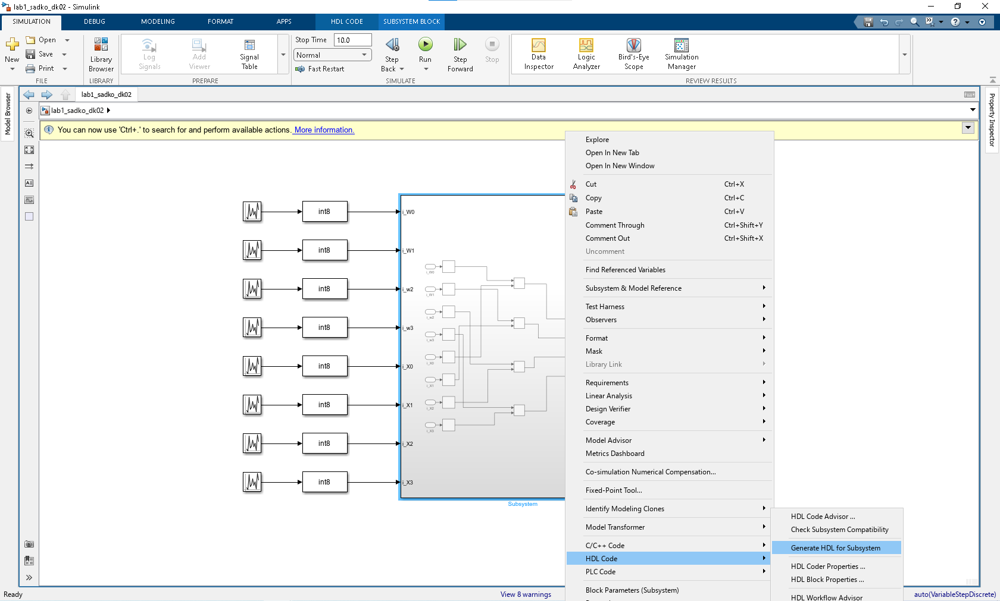 lab1_sadko_dk02 - Simulink
SIMULATION DEBUG MODELING FORMAT APPS HDL CODE SUBSYSTEM BLOCK
New
Open
Save
Print
FILE
Library Browser
LIBRARY
Log Signals
Add Viewer
Signal Table
PREPARE
Stop Time 10.0
Normal
Fast Restart
Step Back
Run
Step Forward
Stop
SIMULATE
Data Inspector
Logic Analyzer
Bird's-Eye Scope
Simulation Manager
REVIEW RESULTS
Model Browser
Property Inspector
lab1_sadko_dk02
lab1_sadko_dk02
You can now use 'Ctrl+.' to search for and perform available actions. More information.
int8 i_W0
int8 i_W1
int8 i_w2
int8 i_w3
int8 i_X0
int8 i_X1
int8 i_X2
int8 i_X3
i_W0
i_W1
i_w2
i_w3
i_X0
i_X1
i_X2
i_X3
Subsystem
Explore
Open In New Tab
Open In New Window
Cut Ctrl+X
Copy Ctrl+C
Paste Ctrl+V
Comment Through Ctrl+Shift+Y
Comment Out Ctrl+Shift+X
Uncomment
Find Referenced Variables
Subsystem & Model Reference
Test Harness
Observers
Format
Mask
Library Link
Requirements
Linear Analysis
Design Verifier
Coverage
Model Advisor
Metrics Dashboard
Co-simulation Numerical Compensation...
Fixed-Point Tool...
Identify Modeling Clones
Model Transformer
C/C++ Code
HDL Code
PLC Code
Block Parameters (Subsystem)
HDL Code Advisor ...
Check Subsystem Compatibility
Generate HDL for Subsystem
HDL Coder Properties ...
HDL Block Properties ...
HDL Workflow Advisor
Ready
View 8 warnings
auto(VariableStepDiscrete)